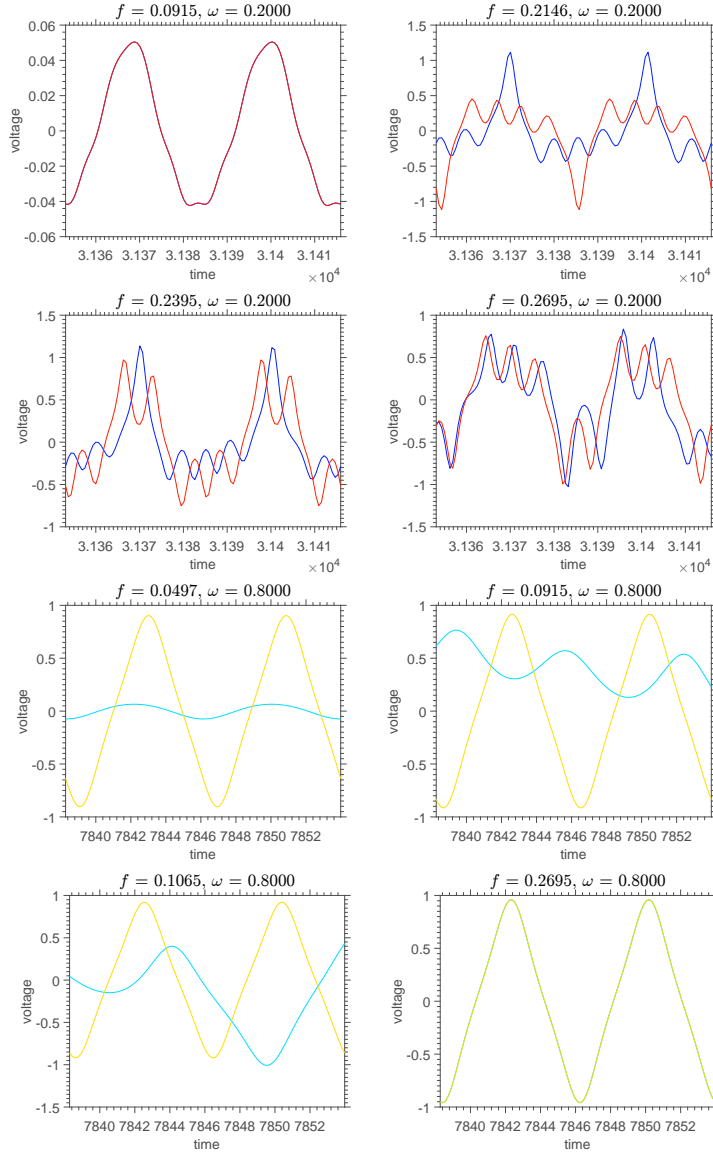 f = 0.0915, ω = 0.2000
0.06
0.04
0.02
0
-0.02
-0.04
-0.06
voltage
3.136 3.137 3.138 3.139 3.14 3.141
time
×10⁴
f = 0.2146, ω = 0.2000
1.5
1
0.5
0
-0.5
-1
-1.5
voltage
3.136 3.137 3.138 3.139 3.14 3.141
time
×10⁴
f = 0.2395, ω = 0.2000
1.5
1
0.5
0
-0.5
-1
voltage
3.136 3.137 3.138 3.139 3.14 3.141
time
×10⁴
f = 0.2695, ω = 0.2000
1.5
1
0.5
0
-0.5
-1
-1.5
voltage
3.136 3.137 3.138 3.139 3.14 3.141
time
×10⁴
f = 0.0497, ω = 0.8000
1
0.5
0
-0.5
-1
voltage
7840 7842 7844 7846 7848 7850 7852
time
f = 0.0915, ω = 0.8000
1
0.5
0
-0.5
-1
voltage
7840 7842 7844 7846 7848 7850 7852
time
f = 0.1065, ω = 0.8000
1
0.5
0
-0.5
-1
-1.5
voltage
7840 7842 7844 7846 7848 7850 7852
time
f = 0.2695, ω = 0.8000
1
0.5
0
-0.5
-1
voltage
7840 7842 7844 7846 7848 7850 7852
time